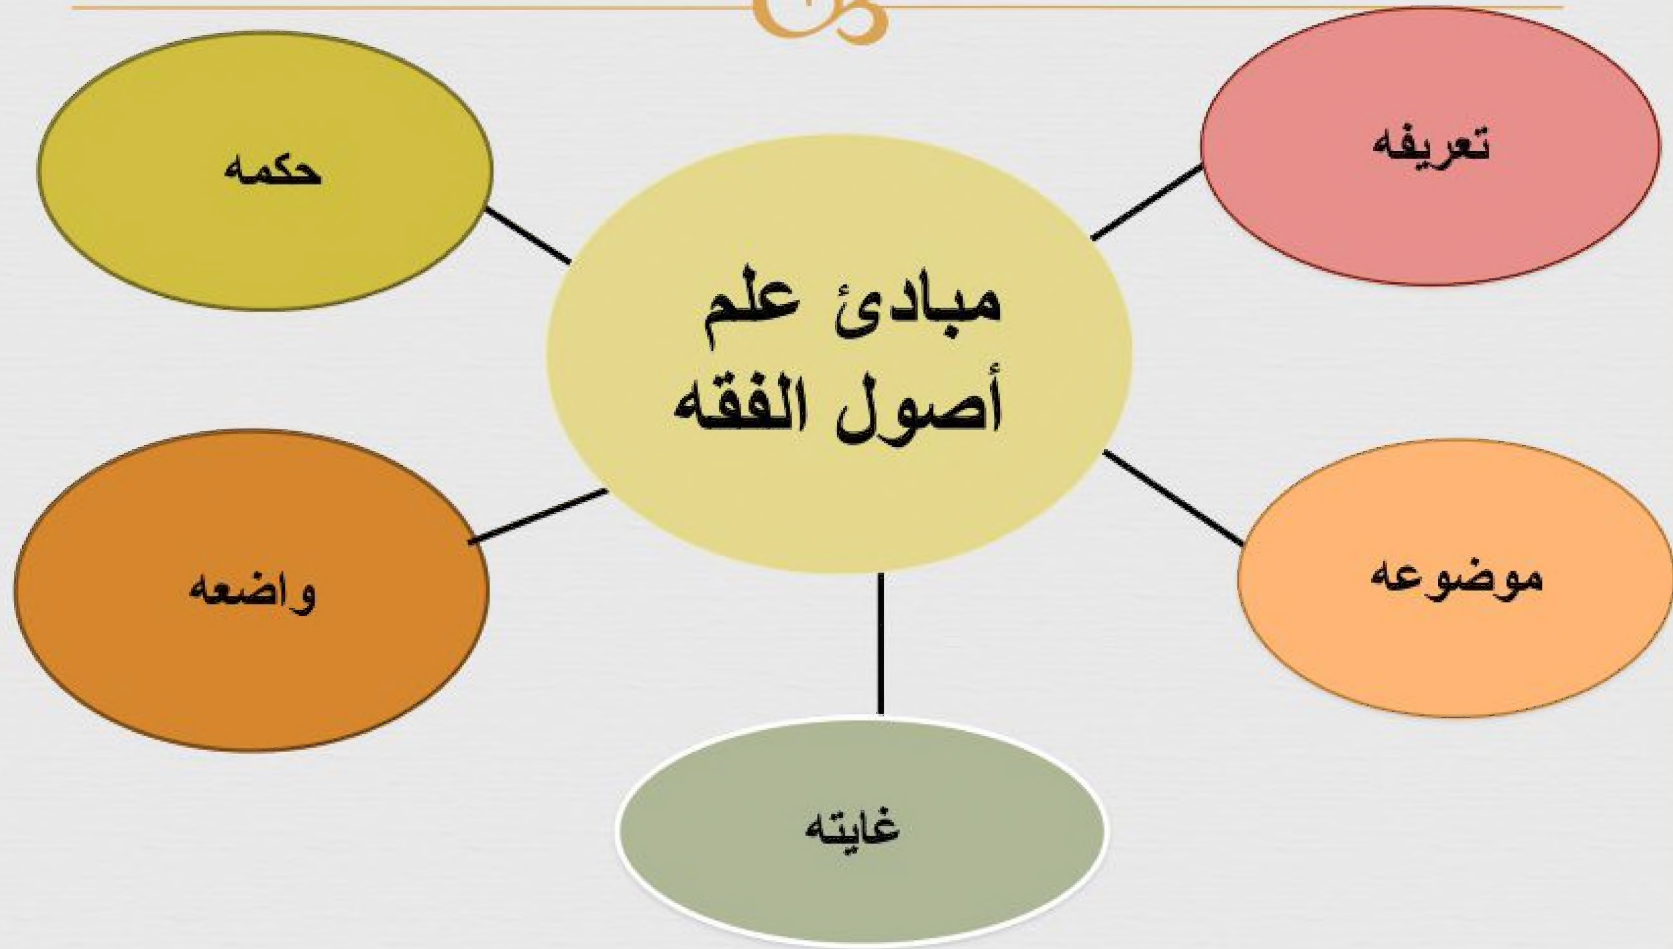 تعريفه
حكمه
مبادئ علم
أصول الفقه
موضوعه
واضعه
غايته